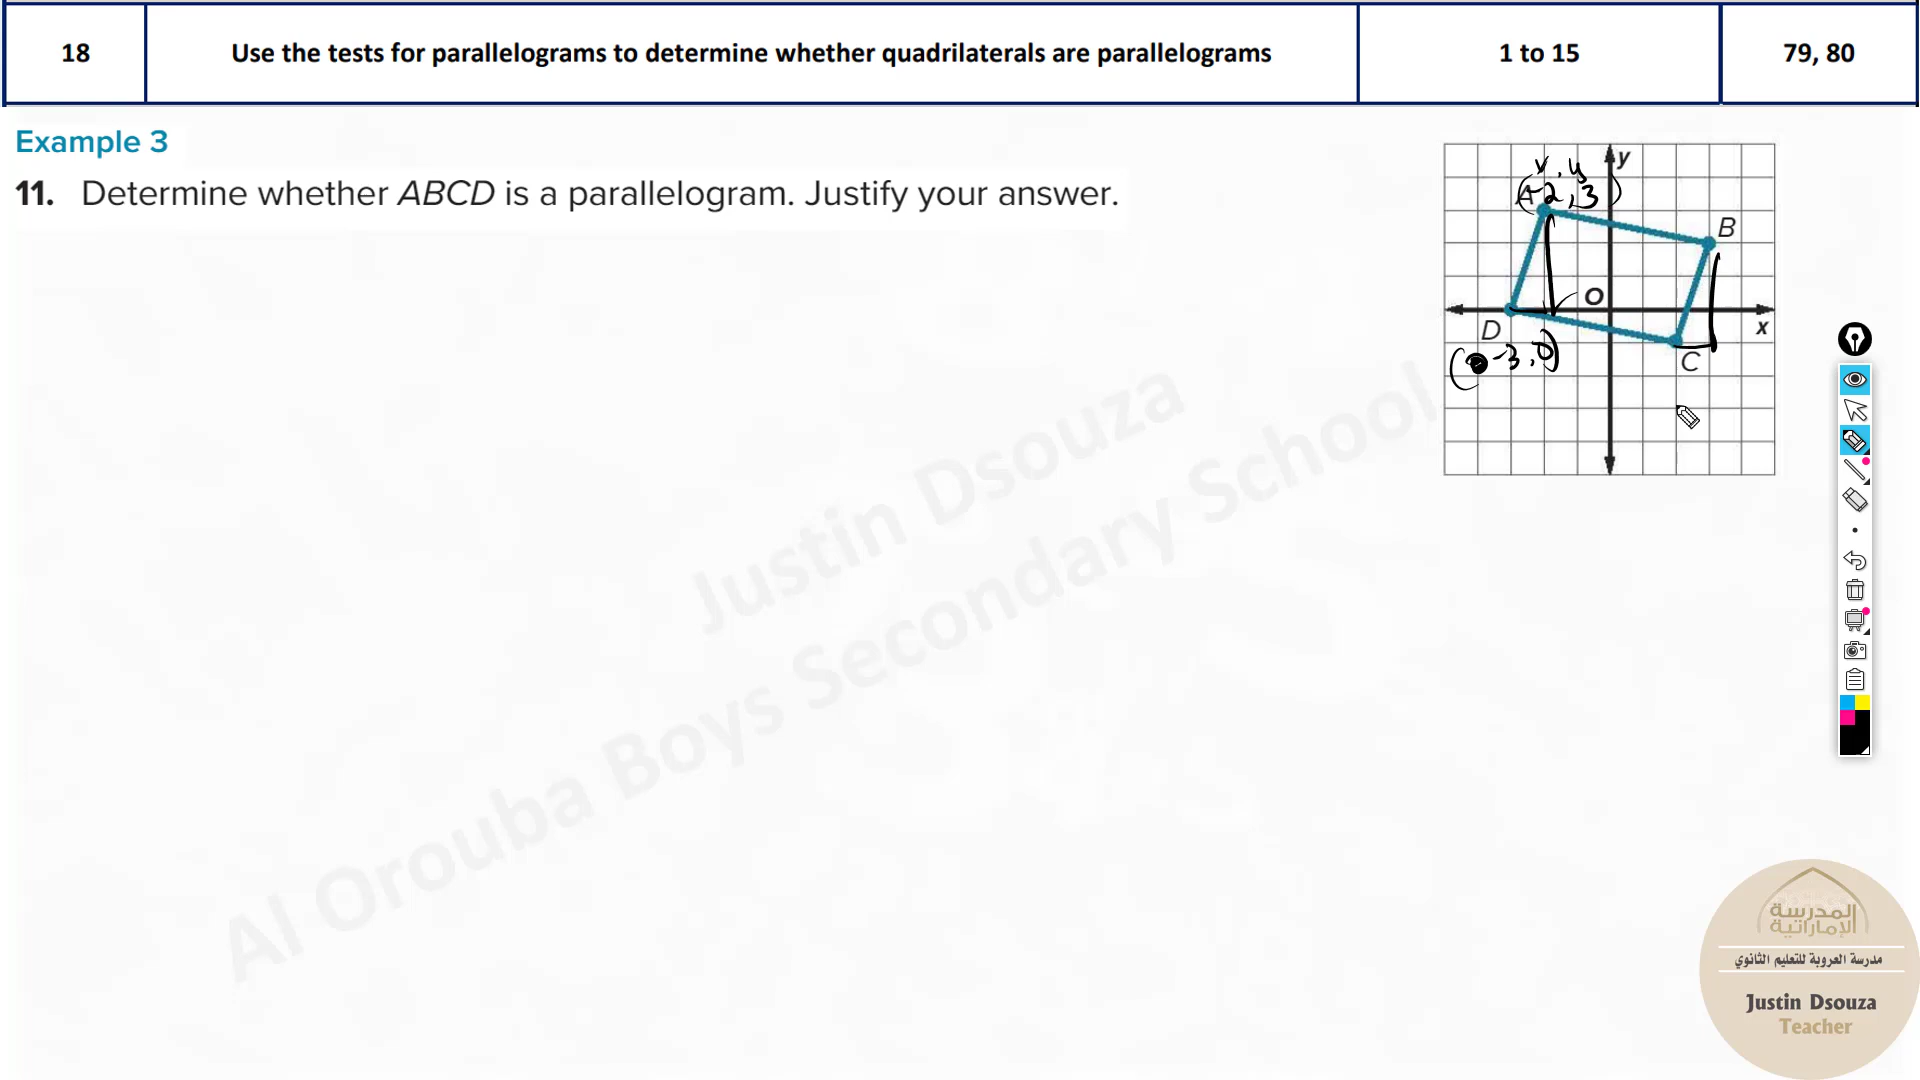 18 Use the tests for parallelograms to determine whether quadrilaterals are parallelograms 1 to 15 79, 80
Example 3
11. Determine whether ABCD is a parallelogram. Justify your answer.
x, y
y
A (-2, 3)
B
O
x
D
(-3, 0)
C
Justin Dsouza
Al Orouba Boys Secondary School
المدرسة
الإماراتية
مدرسة العروبة للتعليم الثانوي
Justin Dsouza
Teacher